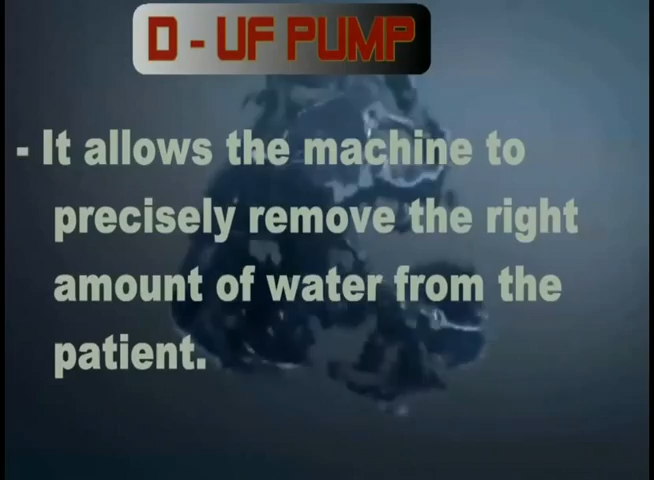 D - UF PUMP
- It allows the machine to
precisely remove the right
amount of water from the
patient.